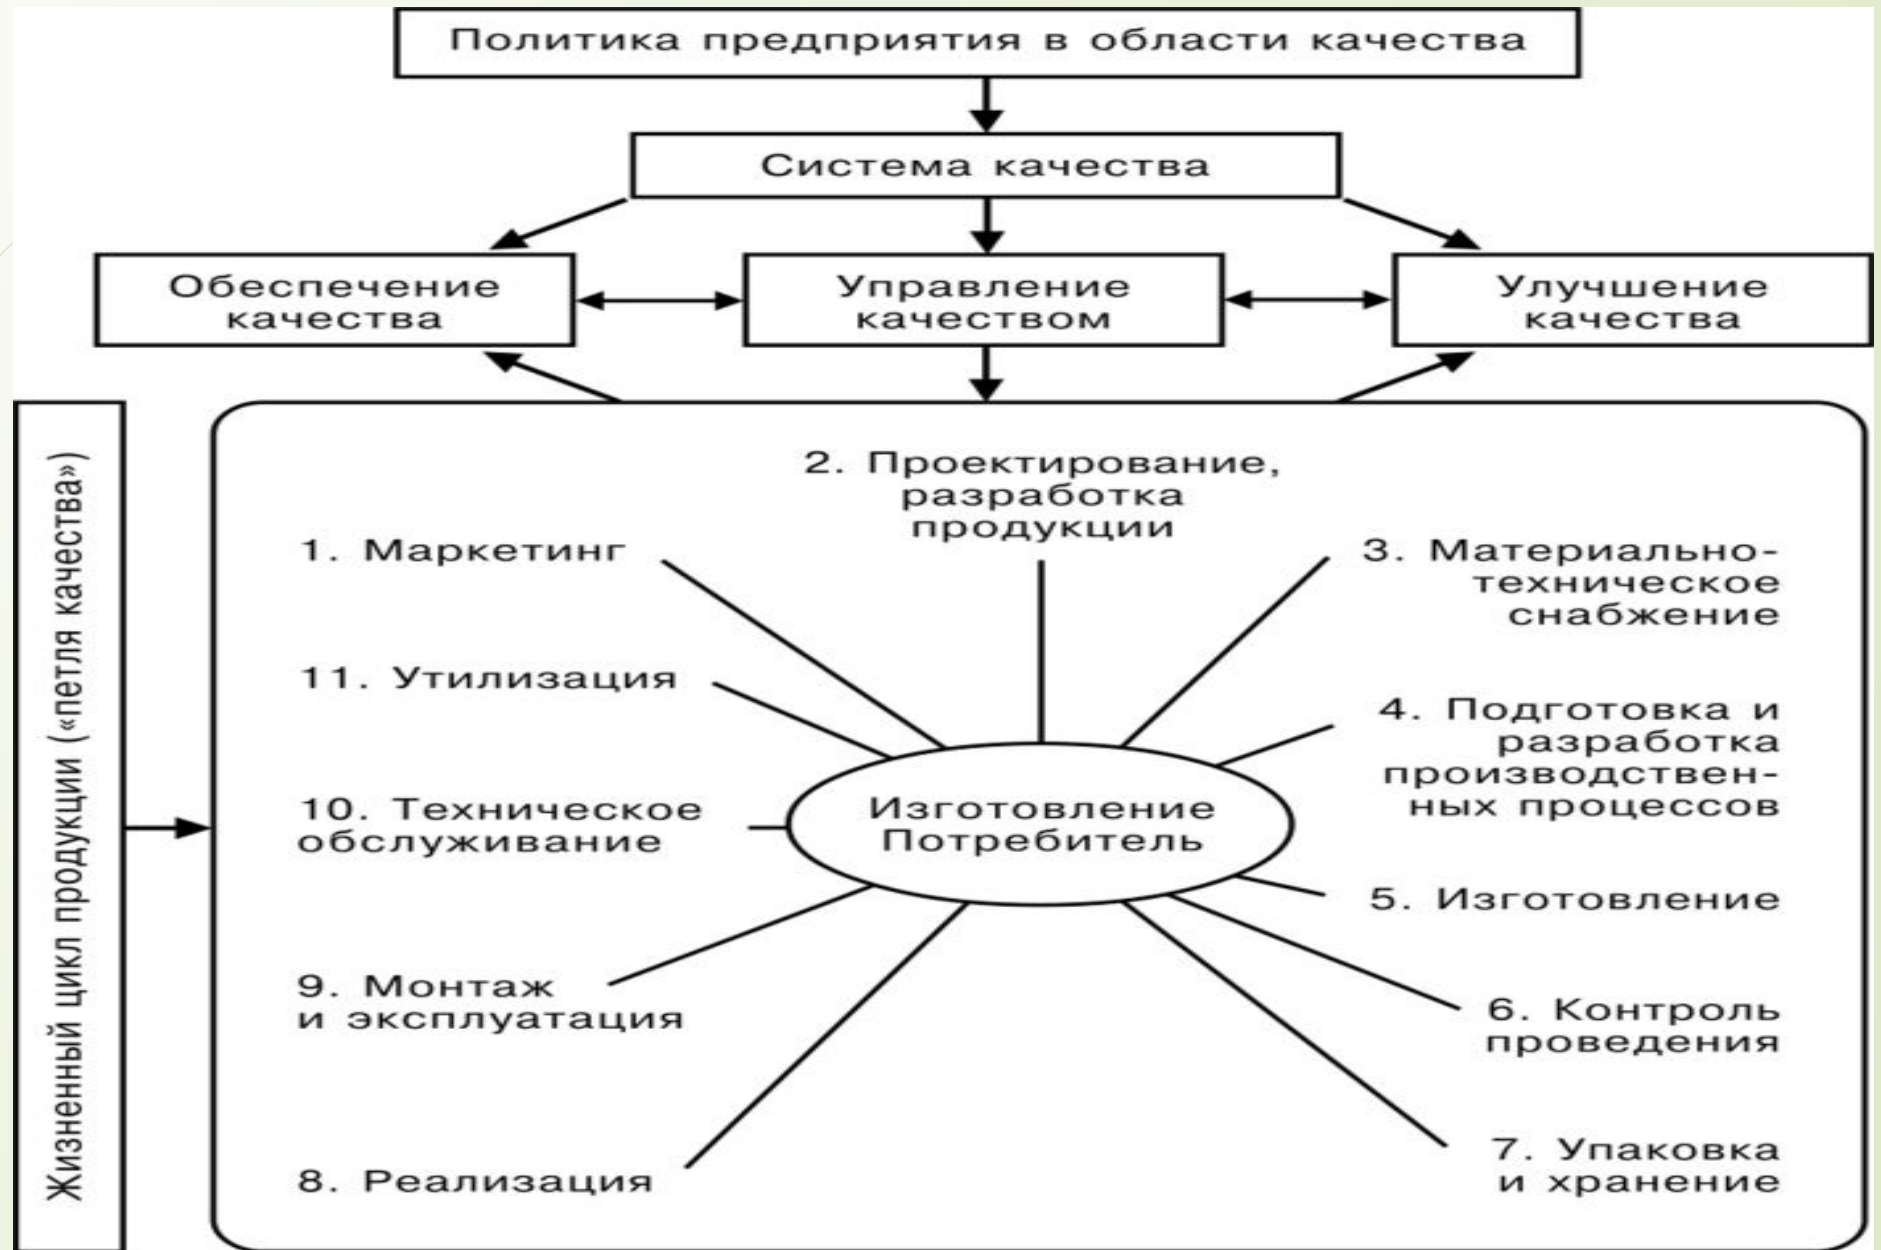 Политика предприятия в области качества
Система качества
Обеспечение
качества
Управление
качеством
Улучшение
качества
Жизненный цикл продукции («петля качества»)
1. Маркетинг
2. Проектирование,
разработка
продукции
3. Материально-
техническое
снабжение
4. Подготовка и
разработка
производствен-
ных процессов
5. Изготовление
6. Контроль
проведения
7. Упаковка
и хранение
8. Реализация
9. Монтаж
и эксплуатация
10. Техническое
обслуживание
11. Утилизация
Изготовление
Потребитель